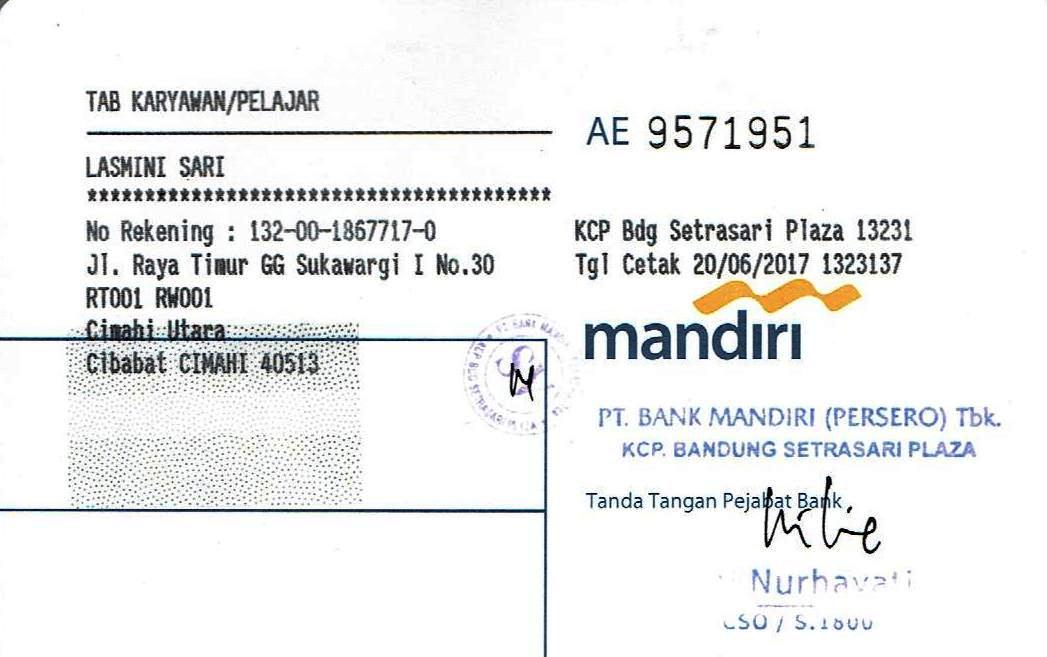 TAB KARYAWAN/PELAJAR
LASMINI SARI
****************************************
No Rekening : 132-00-1867717-0
Jl. Raya Timur GG Sukawargi I No.30
RT001 RW001
Cimahi Utara
Cibabat CIMAHI 40513
AE 9571951
KCP Bdg Setrasari Plaza 13231
Tgl Cetak 20/06/2017 1323137
mandırı
PT. BANK MANDIRI (PERSERO) Tbk.
KCP. BANDUNG SETRASARI PLAZA
Tanda Tangan Pejabat Bank
Nurhayati
CSO / S.1800